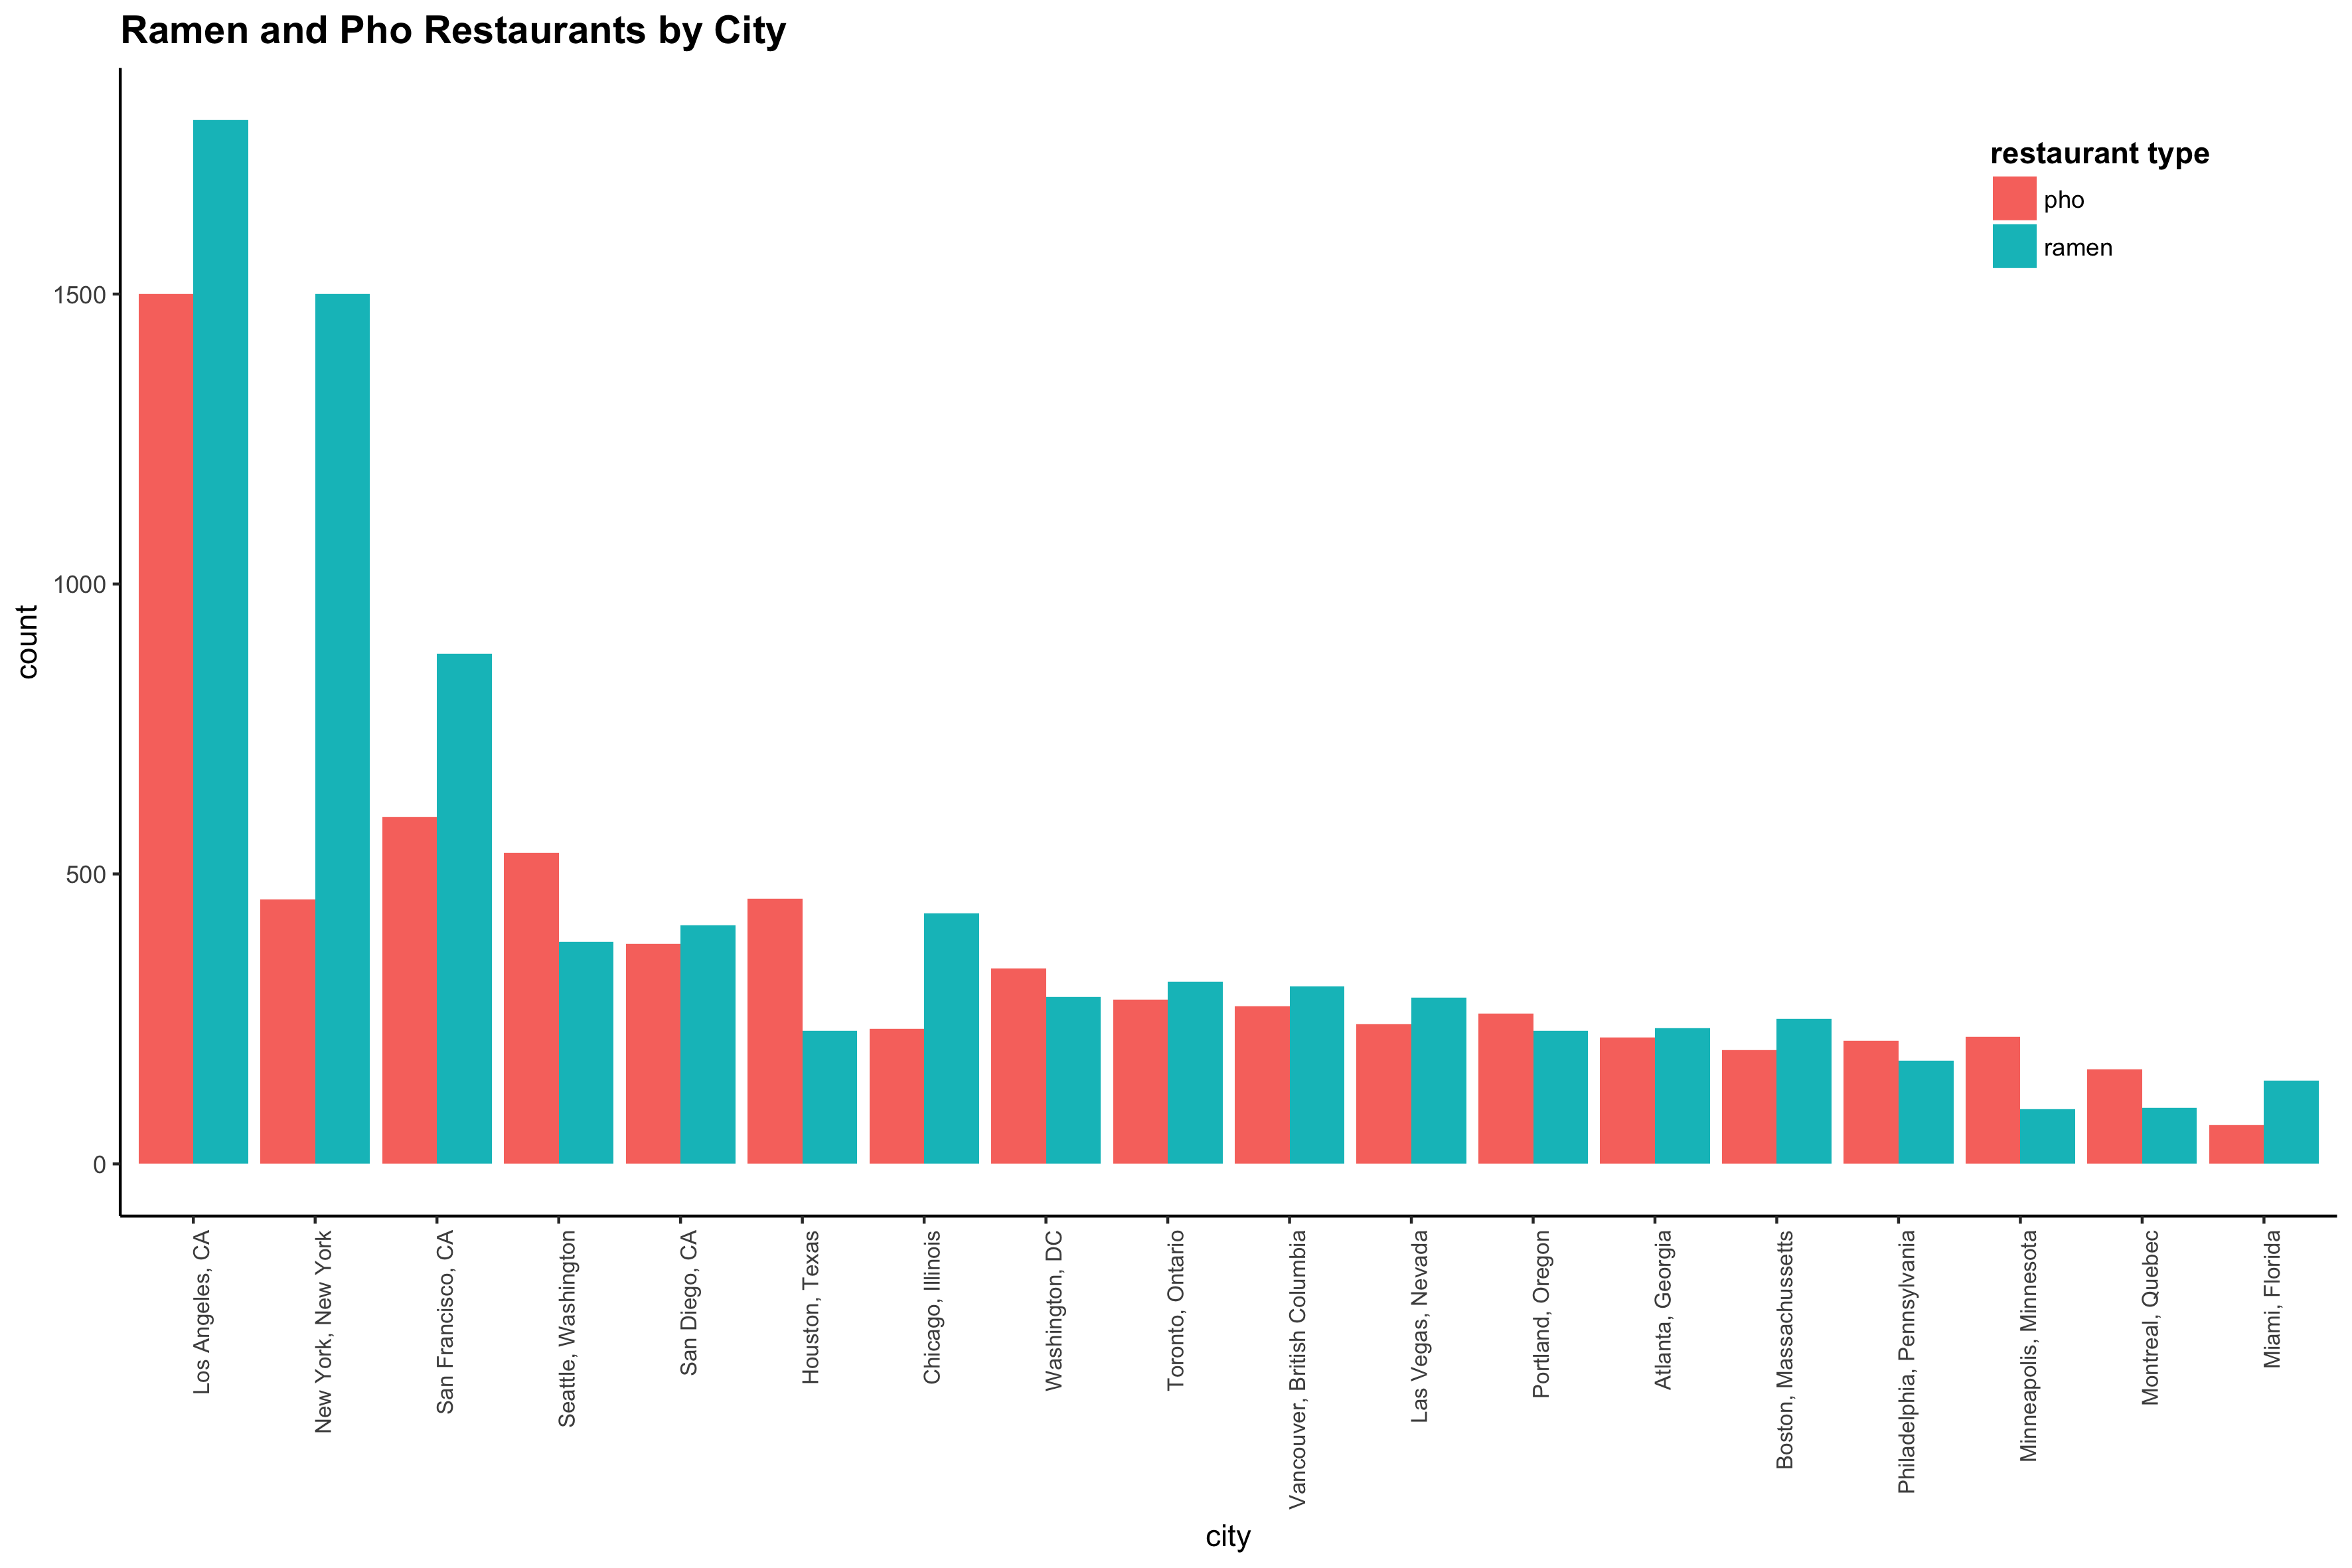 Ramen and Pho Restaurants by City
restaurant type
pho
ramen
count
1500
1000
500
0
Los Angeles, CA
New York, New York
San Francisco, CA
Seattle, Washington
San Diego, CA
Houston, Texas
Chicago, Illinois
Washington, DC
Toronto, Ontario
Vancouver, British Columbia
Las Vegas, Nevada
Portland, Oregon
Atlanta, Georgia
Boston, Massachussetts
Philadelphia, Pennsylvania
Minneapolis, Minnesota
Montreal, Quebec
Miami, Florida
city